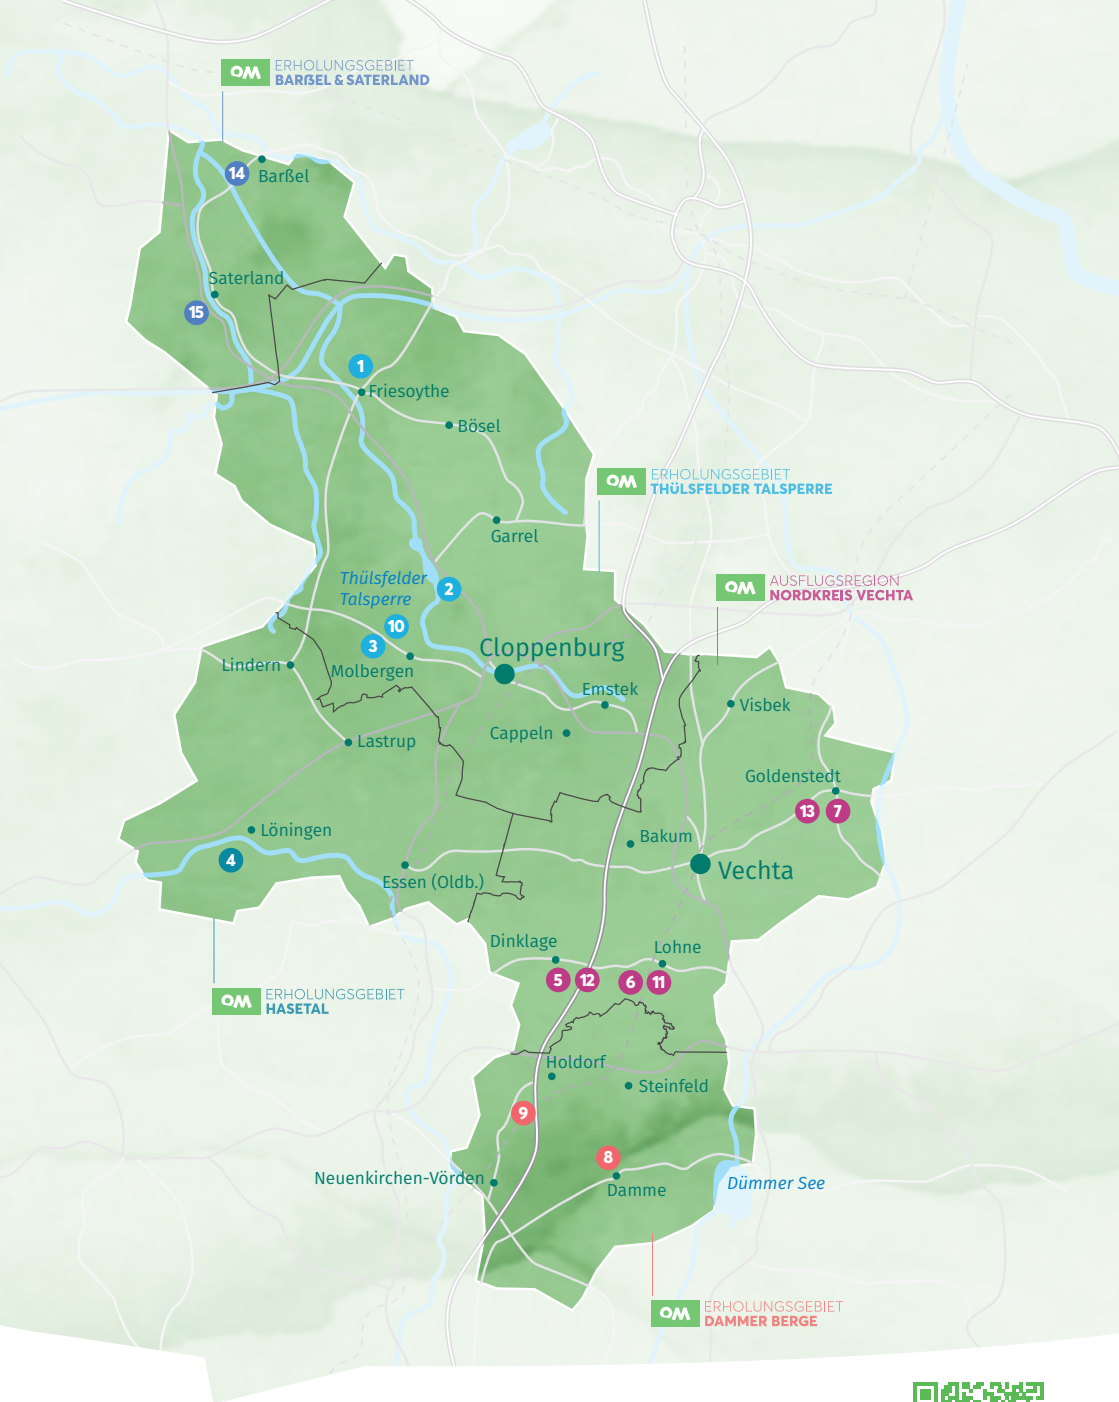 OM ERHOLUNGSGEBIET
BARßEL & SATERLAND
14
Barßel
Saterland
15
1
Friesoythe
Bösel
OM ERHOLUNGSGEBIET
THÜLSFELDER TALSPERRE
Garrel
Thülsfelder
Talsperre
2
OM AUSFLUGSREGION
NORDKREIS VECHTA
10
3
Cloppenburg
Lindern
Molbergen
Emstek
Visbek
Cappeln
Lastrup
Goldenstedt
13
7
Löningen
Bakum
4
Vechta
Essen (Oldb.)
Dinklage
Lohne
5
12
6
11
OM ERHOLUNGSGEBIET
HASETAL
Holdorf
Steinfeld
9
8
Neuenkirchen-Vörden
Damme
Dümmer See
OM ERHOLUNGSGEBIET
DAMMER BERGE